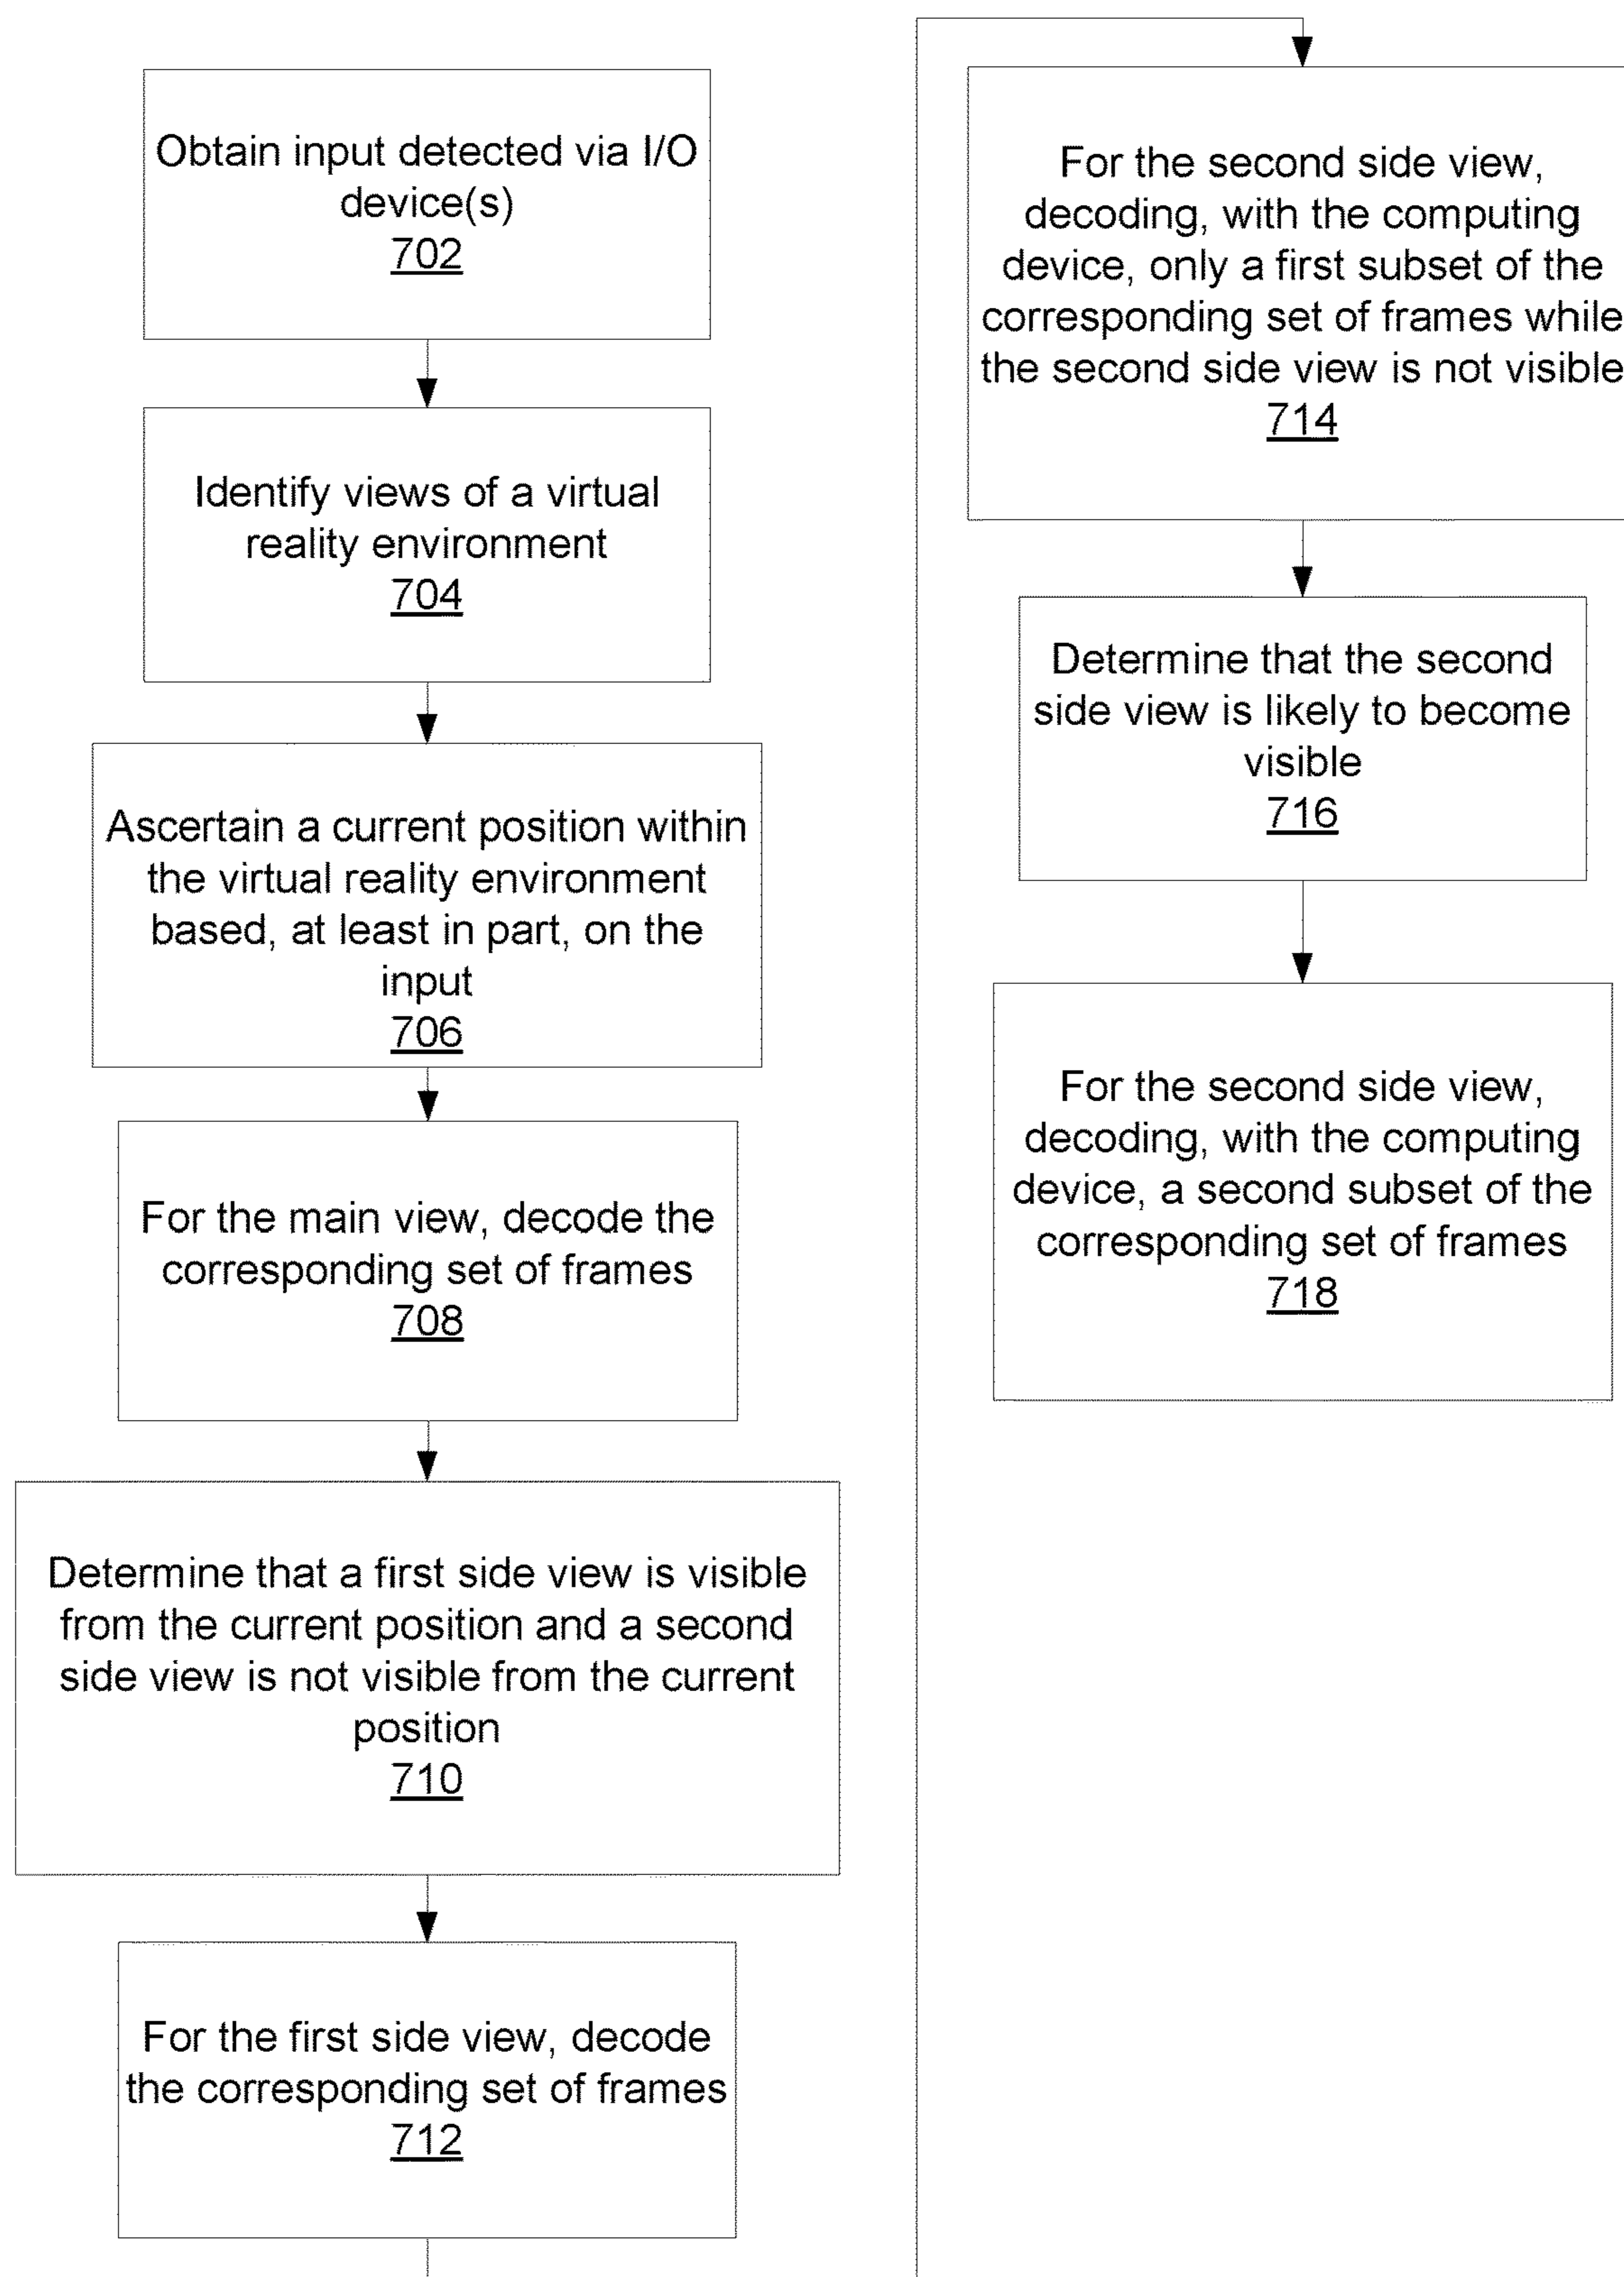 Obtain input detected via I/O
device(s)
702
Identify views of a virtual
reality environment
704
Ascertain a current position within
the virtual reality environment
based, at least in part, on the
input
706
For the main view, decode the
corresponding set of frames
708
Determine that a first side view is visible
from the current position and a second
side view is not visible from the current
position
710
For the first side view, decode
the corresponding set of frames
712
For the second side view,
decoding, with the computing
device, only a first subset of the
corresponding set of frames while
the second side view is not visible
714
Determine that the second
side view is likely to become
visible
716
For the second side view,
decoding, with the computing
device, a second subset of the
corresponding set of frames
718